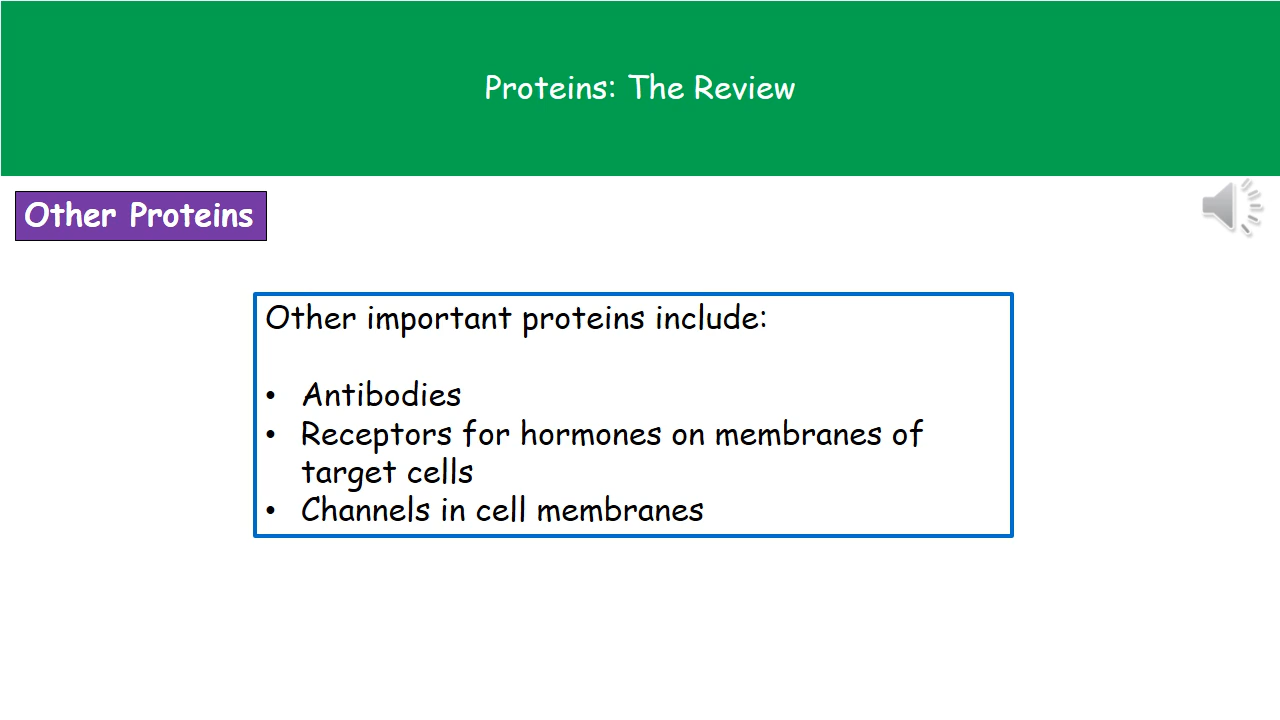 Proteins: The Review
Other Proteins
Other important proteins include:
• Antibodies
• Receptors for hormones on membranes of
target cells
• Channels in cell membranes